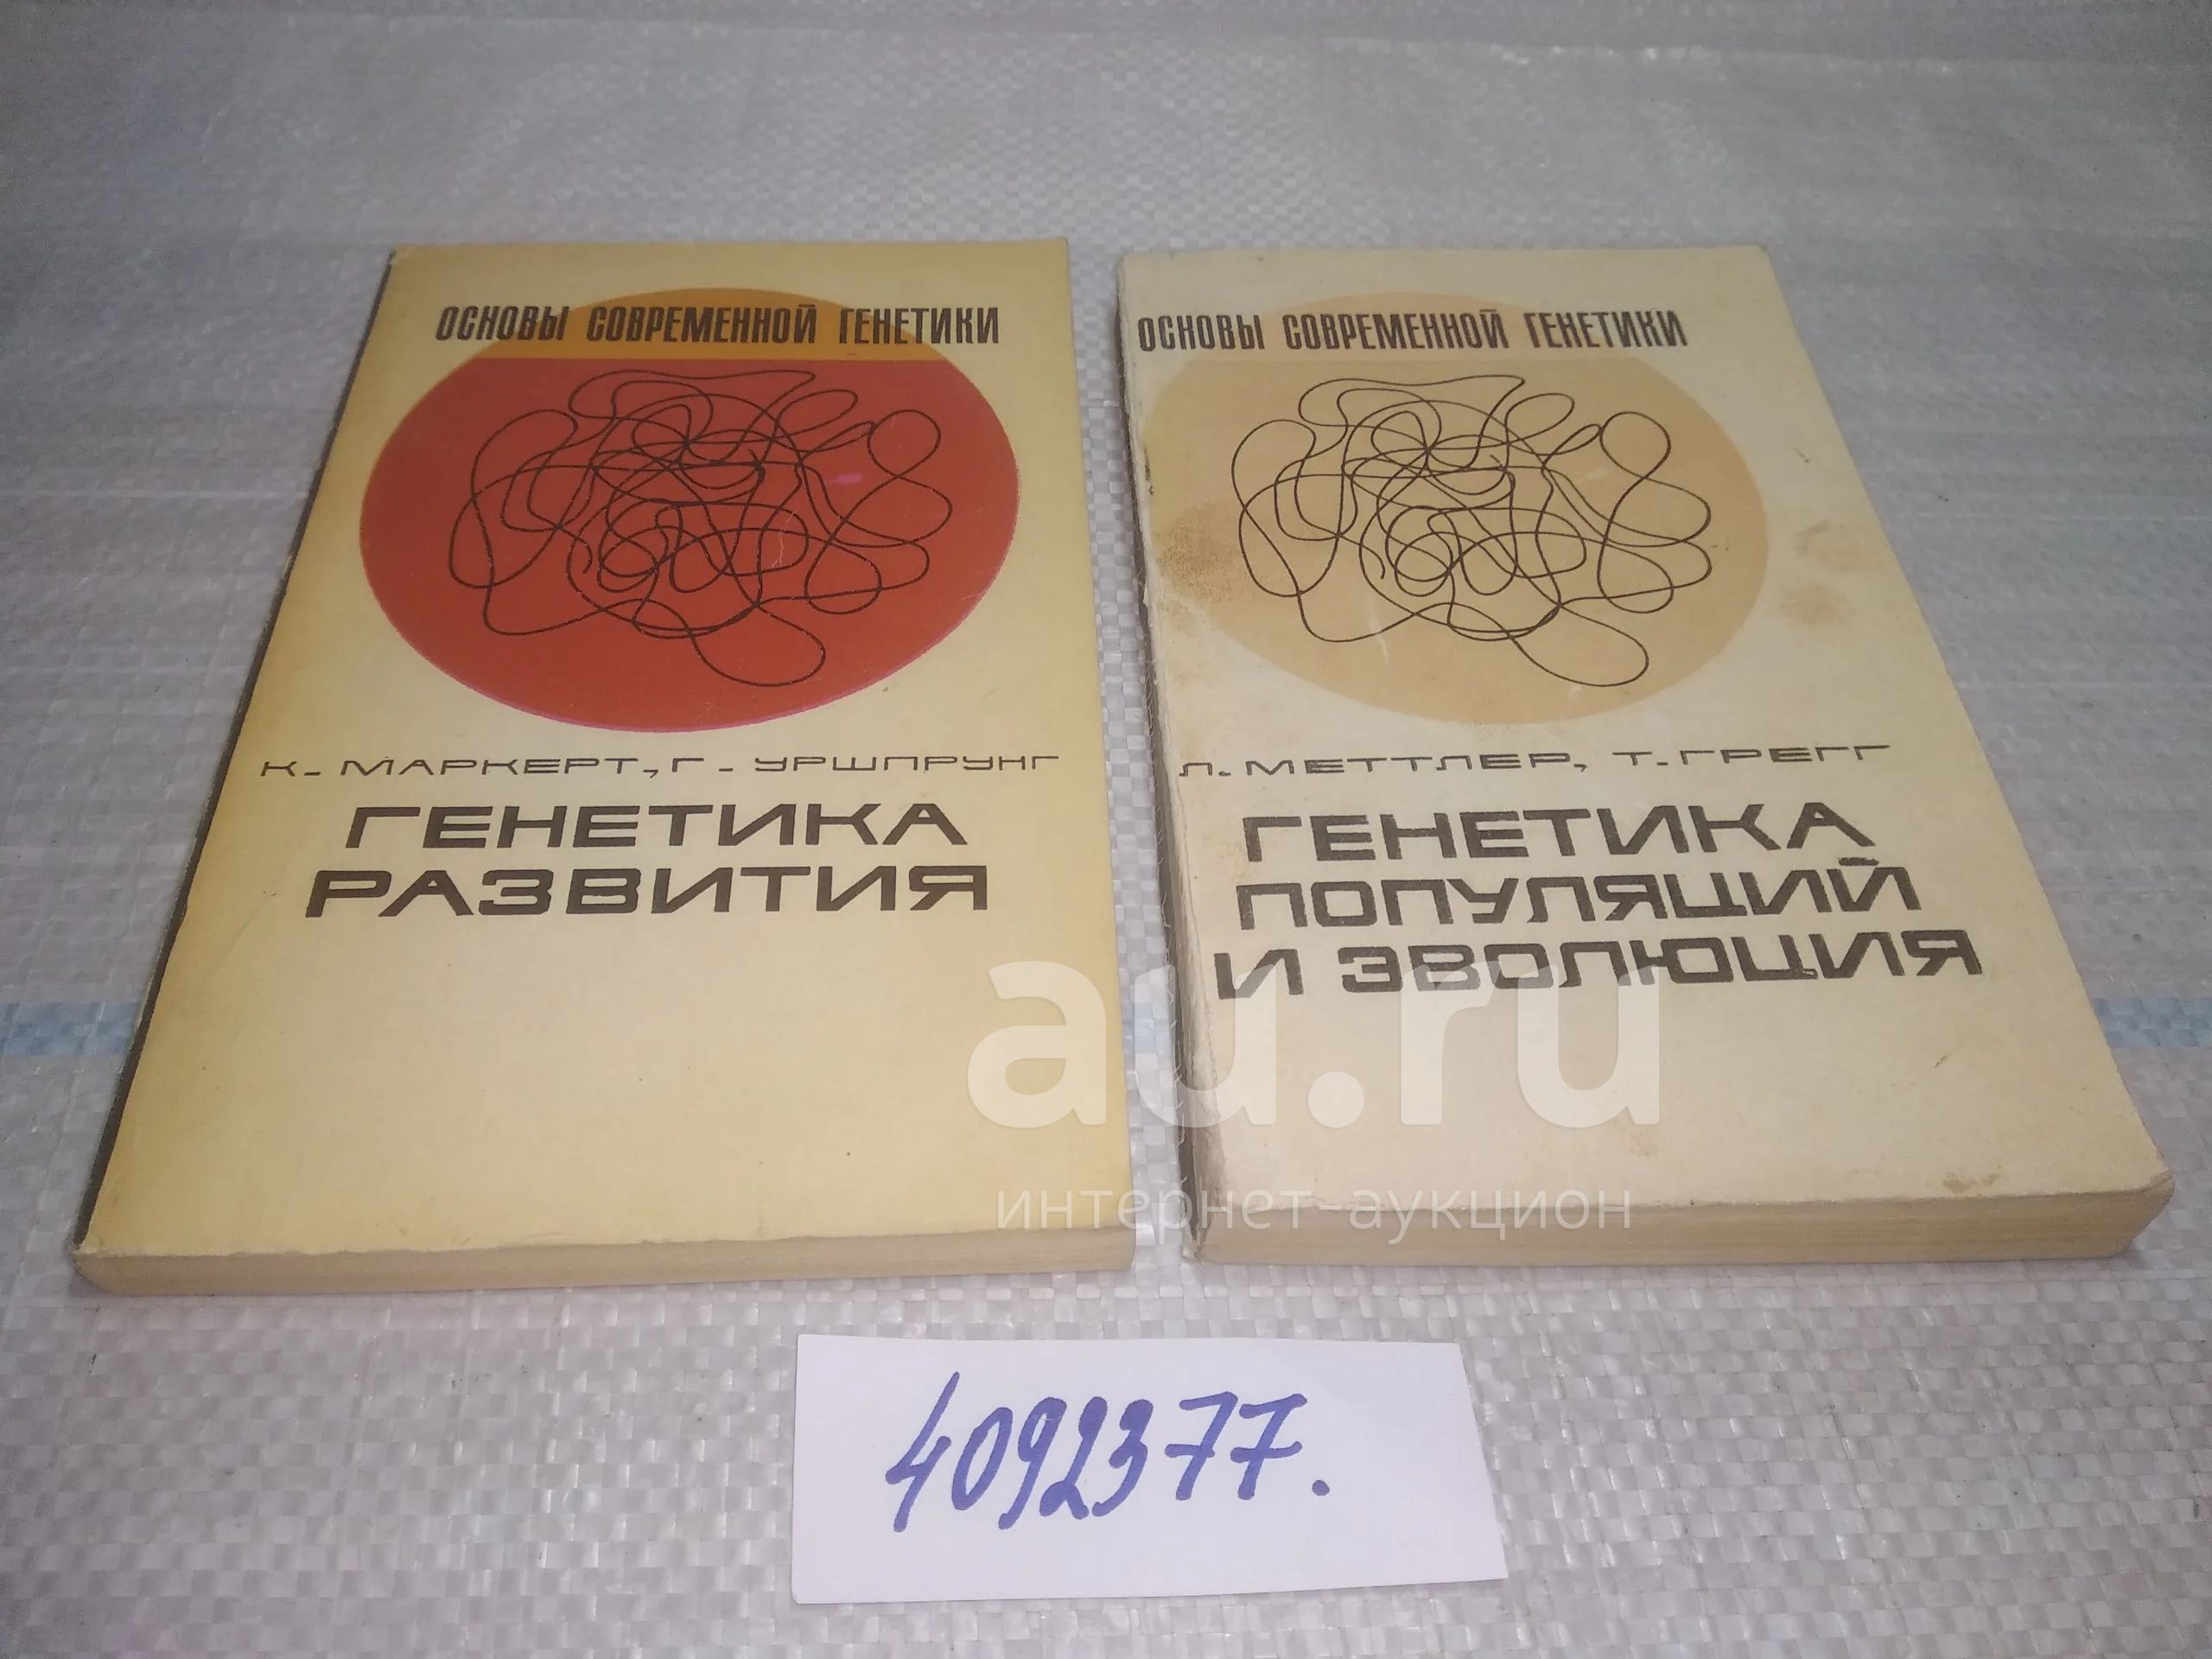 ОСНОВЫ СОВРЕМЕННОЙ ГЕНЕТИКИ
К. МАРКЕРТ, Г. УРШПРУНГ
ГЕНЕТИКА
РАЗВИТИЯ
ОСНОВЫ СОВРЕМЕННОЙ ГЕНЕТИКИ
Л. МЕТТЛЕР, Т. ГРЕГГ
ГЕНЕТИКА
ПОПУЛЯЦИЙ
И ЭВОЛЮЦИЯ
au.ru
интернет-аукцион
4092377.